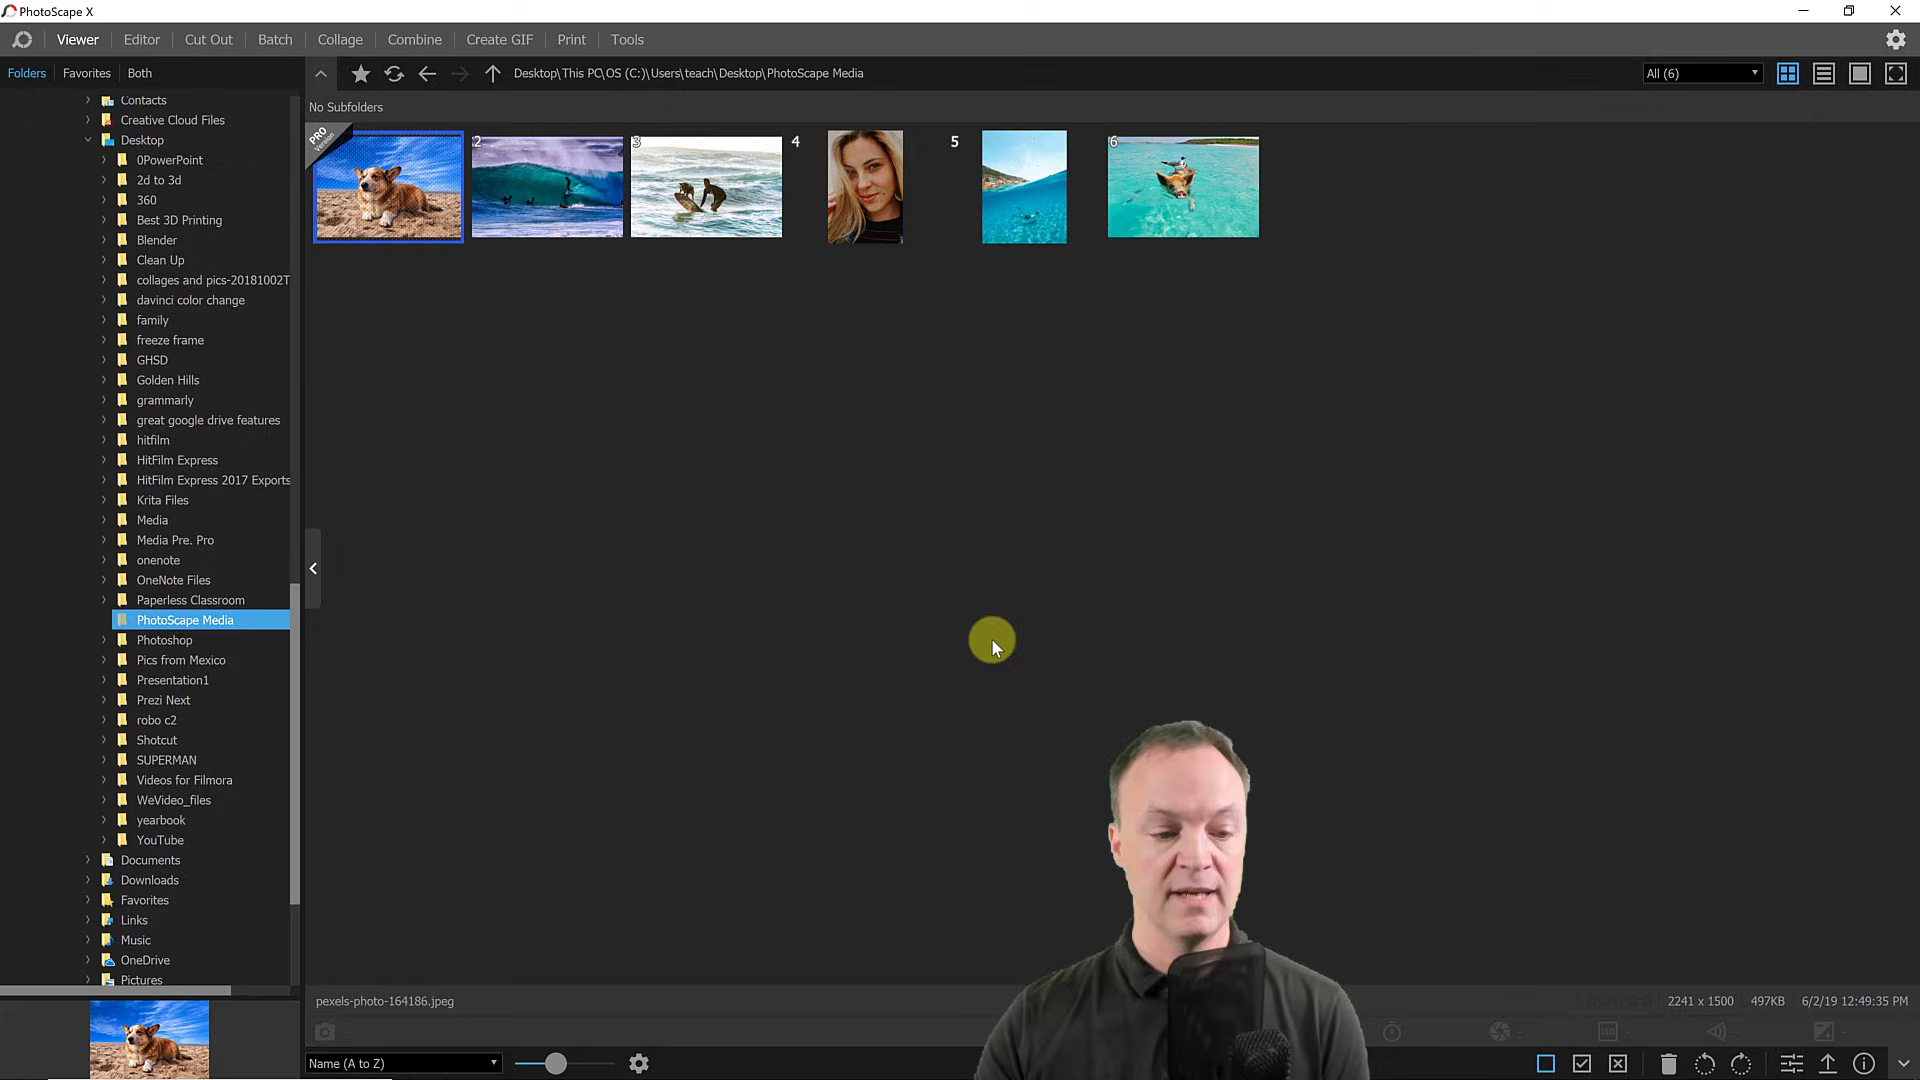 PhotoScape X
Viewer Editor Cut Out Batch Collage Combine Create GIF Print Tools
Folders Favorites Both
Desktop\This PC\OS (C:)\Users\teach\Desktop\PhotoScape Media
All (6)
No Subfolders
PRO
Version
2
3
4
5
6
Contacts
Creative Cloud Files
Desktop
0PowerPoint
2d to 3d
360
Best 3D Printing
Blender
Clean Up
collages and pics-20181002T
davinci color change
family
freeze frame
GHSD
Golden Hills
grammarly
great google drive features
hitfilm
HitFilm Express
HitFilm Express 2017 Exports
Krita Files
Media
Media Pre. Pro
onenote
OneNote Files
Paperless Classroom
PhotoScape Media
Photoshop
Pics from Mexico
Presentation1
Prezi Next
robo c2
Shotcut
SUPERMAN
Videos for Filmora
WeVideo_files
yearbook
YouTube
Documents
Downloads
Favorites
Links
Music
OneDrive
Pictures
pexels-photo-164186.jpeg
2241 x 1500 497KB 6/2/19 12:49:35 PM
ISO
Name (A to Z)